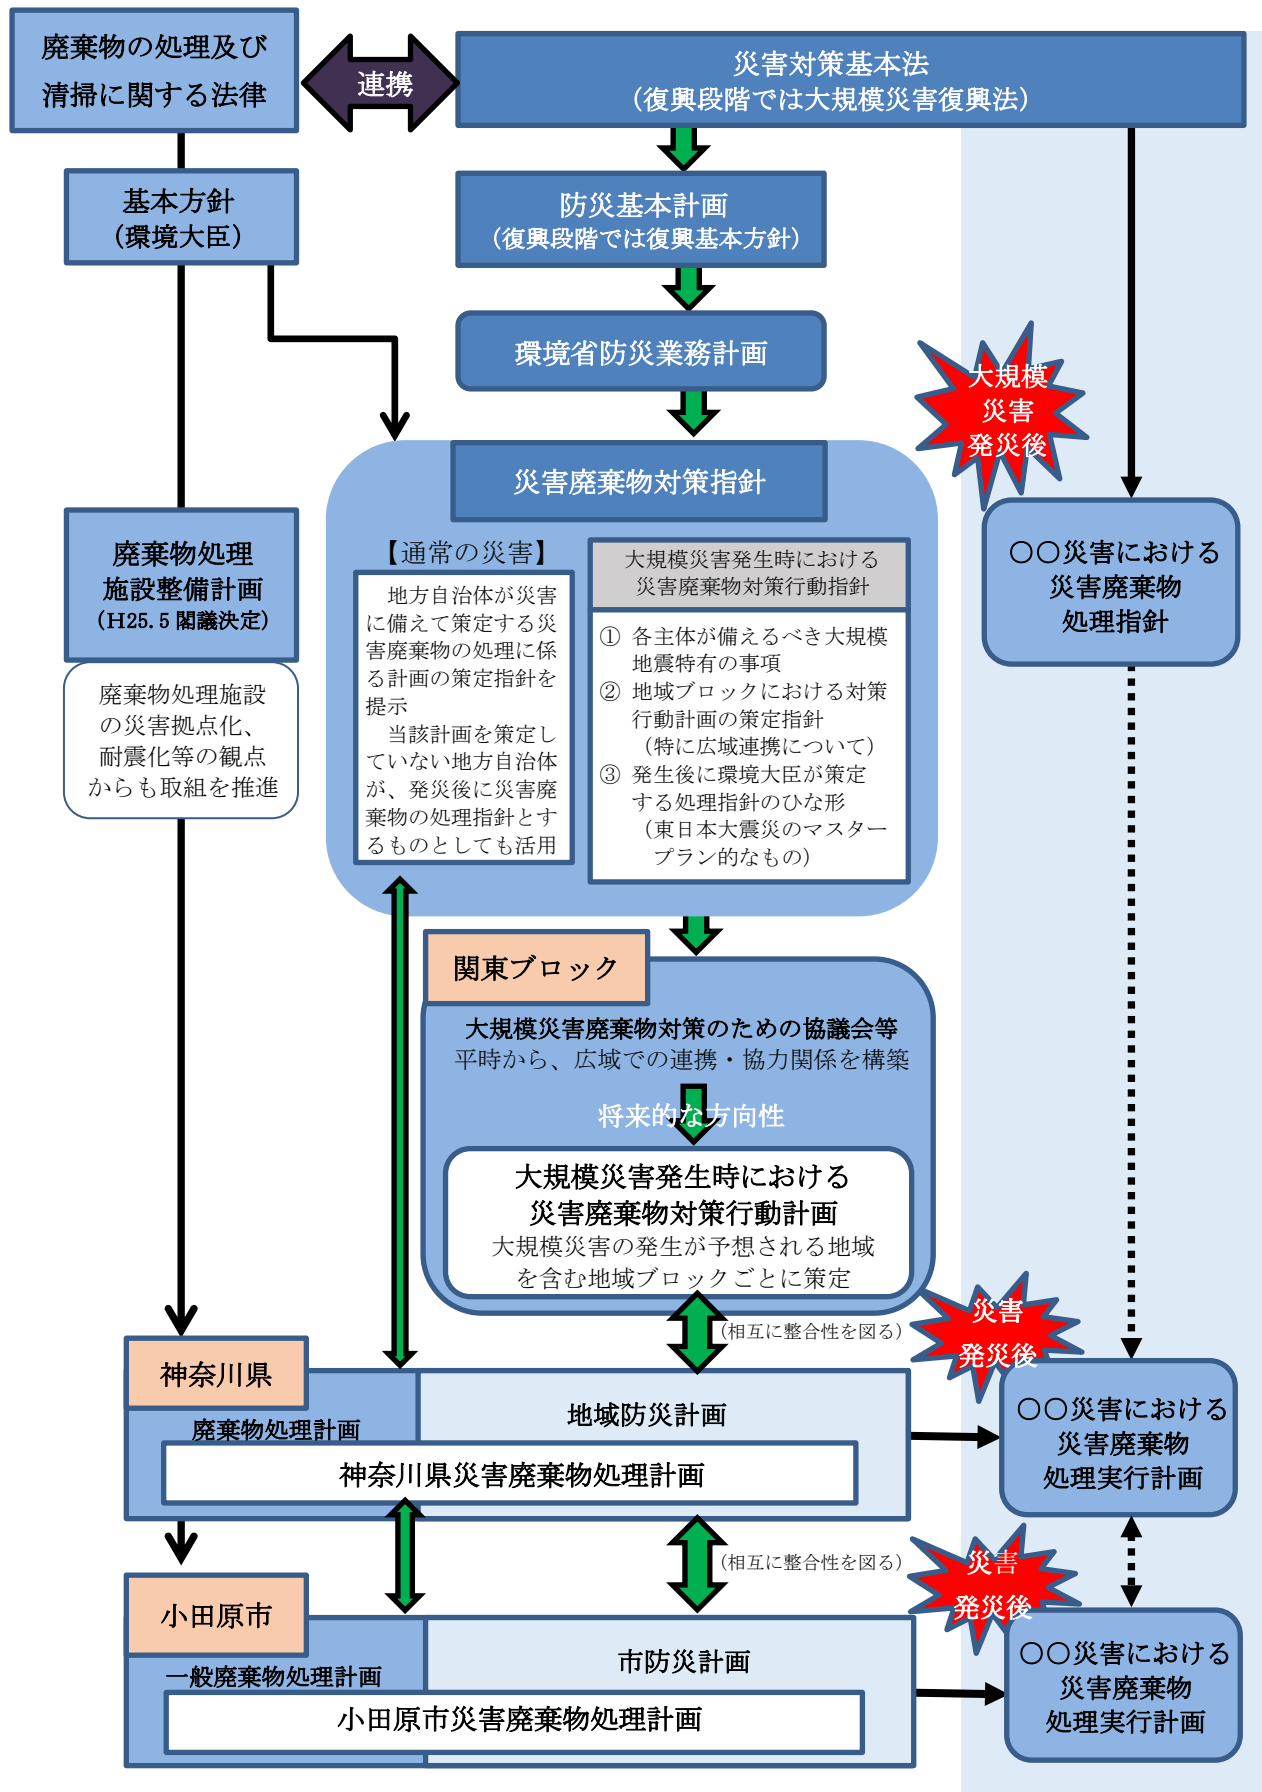 廃棄物の処理及び
清掃に関する法律
連携
災害対策基本法
（復興段階では大規模災害復興法）
基本方針
（環境大臣）
防災基本計画
（復興段階では復興基本方針）
環境省防災業務計画
大規模
災害
発災後
災害廃棄物対策指針
廃棄物処理
施設整備計画
（H25.5 閣議決定）
廃棄物処理施設
の災害拠点化、
耐震化等の観点
からも取組を推進
【通常の災害】
地方自治体が災害
に備えて策定する災
害廃棄物の処理に係
る計画の策定指針を
提示
当該計画を策定し
ていない地方自治体
が、発災後に災害廃
棄物の処理指針とす
るものとしても活用
大規模災害発生時における
災害廃棄物対策行動指針
① 各主体が備えるべき大規模
地震特有の事項
② 地域ブロックにおける対策
行動計画の策定指針
（特に広域連携について）
③ 発生後に環境大臣が策定
する処理指針のひな形
（東日本大震災のマスター
プラン的なもの）
〇〇災害における
災害廃棄物
処理指針
関東ブロック
大規模災害廃棄物対策のための協議会等
平時から、広域での連携・協力関係を構築
将来的な方向性
大規模災害発生時における
災害廃棄物対策行動計画
大規模災害の発生が予想される地域
を含む地域ブロックごとに策定
（相互に整合性を図る）
災害
発災後
神奈川県
廃棄物処理計画
地域防災計画
神奈川県災害廃棄物処理計画
〇〇災害における
災害廃棄物
処理実行計画
（相互に整合性を図る）
災害
発災後
小田原市
一般廃棄物処理計画
市防災計画
小田原市災害廃棄物処理計画
〇〇災害における
災害廃棄物
処理実行計画